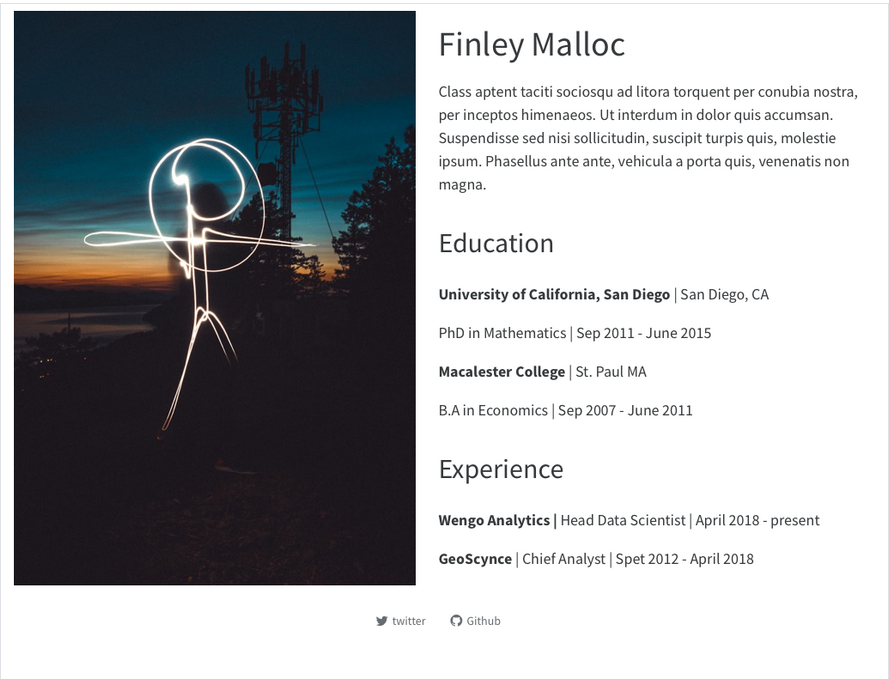 Finley Malloc
Class aptent taciti sociosqu ad litora torquent per conubia nostra,
per inceptos himenaeos. Ut interdum in dolor quis accumsan.
Suspendisse sed nisi sollicitudin, suscipit turpis quis, molestie
ipsum. Phasellus ante ante, vehicula a porta quis, venenatis non
magna.
Education
University of California, San Diego | San Diego, CA
PhD in Mathematics | Sep 2011 - June 2015
Macalester College | St. Paul MA
B.A in Economics | Sep 2007 - June 2011
Experience
Wengo Analytics | Head Data Scientist | April 2018 - present
GeoScynce | Chief Analyst | Spet 2012 - April 2018
twitter Github